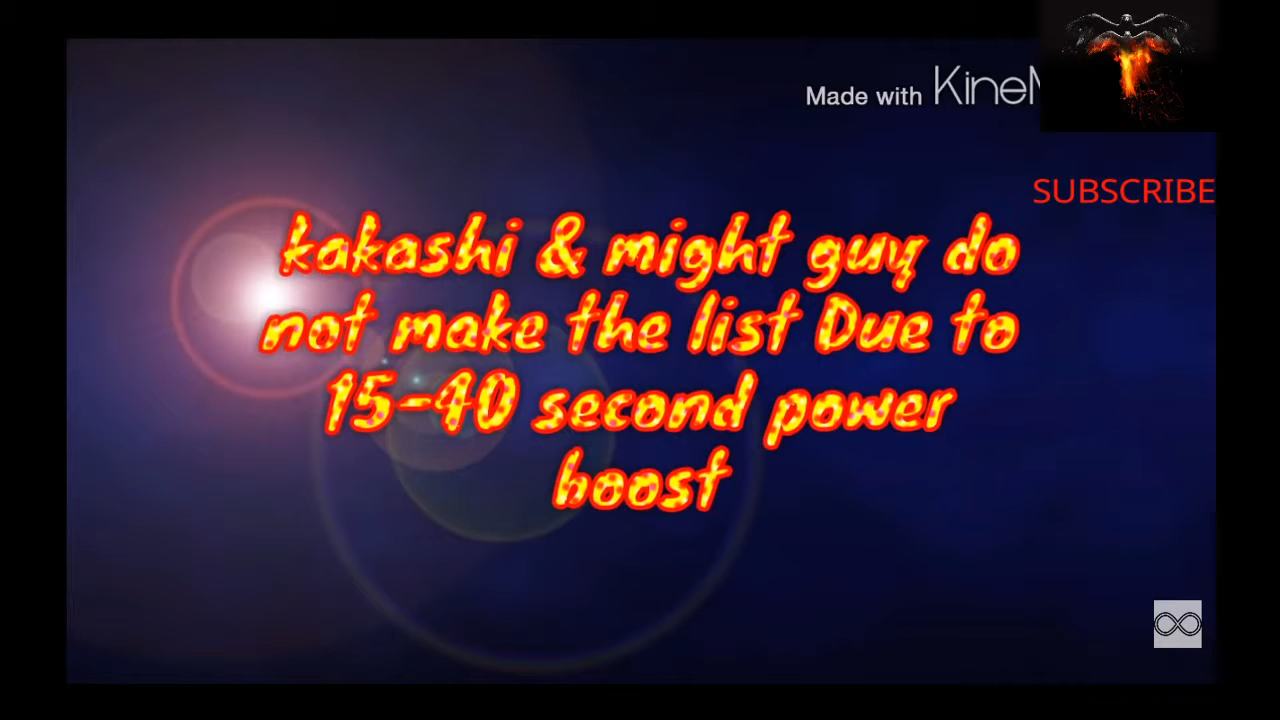 Made with KineM
SUBSCRIBE
kakashi & might guy do
not make the list Due to
15-40 second power
boost